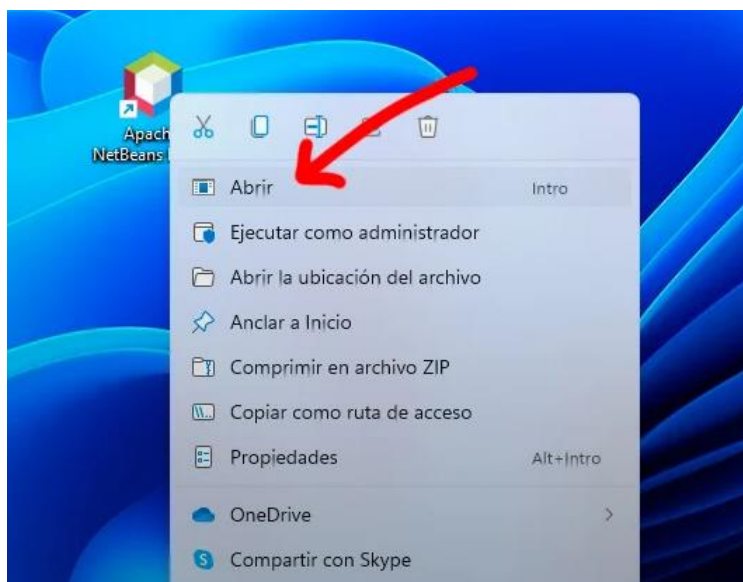 Apach
NetBeans
Abrir
Intro
Ejecutar como administrador
Abrir la ubicación del archivo
Anclar a Inicio
Comprimir en archivo ZIP
Copiar como ruta de acceso
Propiedades
Alt+Intro
OneDrive
Compartir con Skype